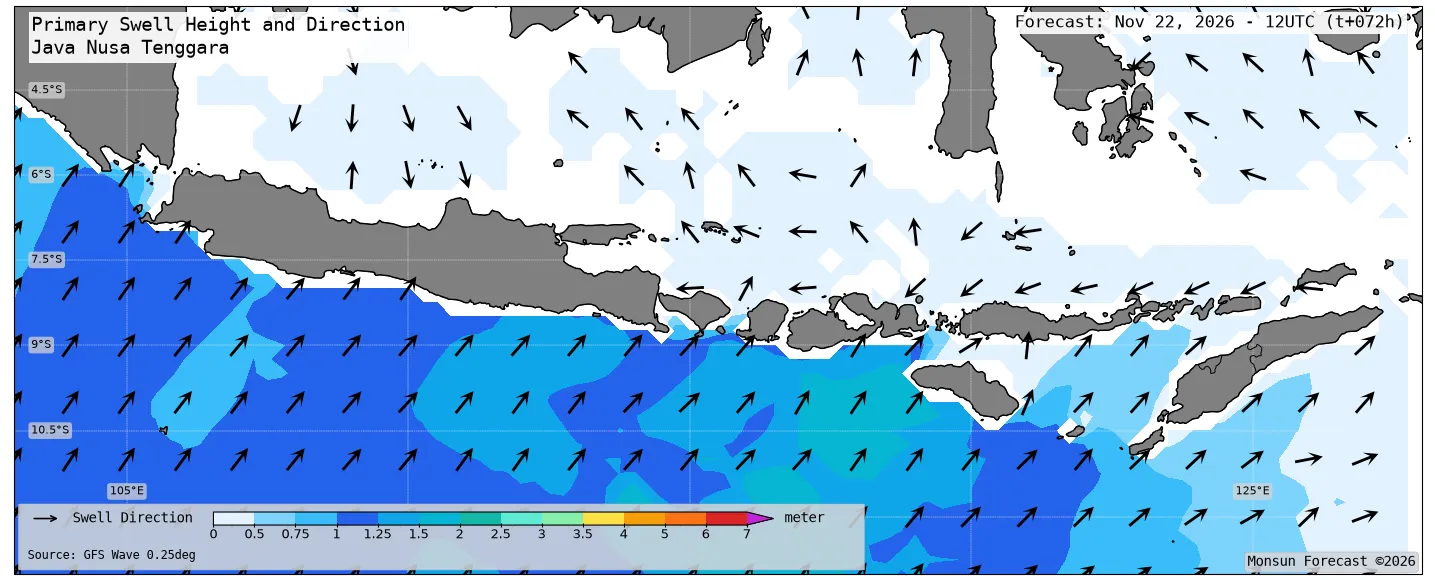 Primary Swell Height and Direction
Java Nusa Tenggara
Forecast: Nov 22, 2026 - 12UTC (t+072h)
4.5°S
6°S
7.5°S
9°S
10.5°S
105°E
125°E
Swell Direction
0 0.5 0.75 1 1.25 1.5 2 2.5 3 3.5 4 5 6 7
meter
Source: GFS Wave 0.25deg
Monsun Forecast ©2026